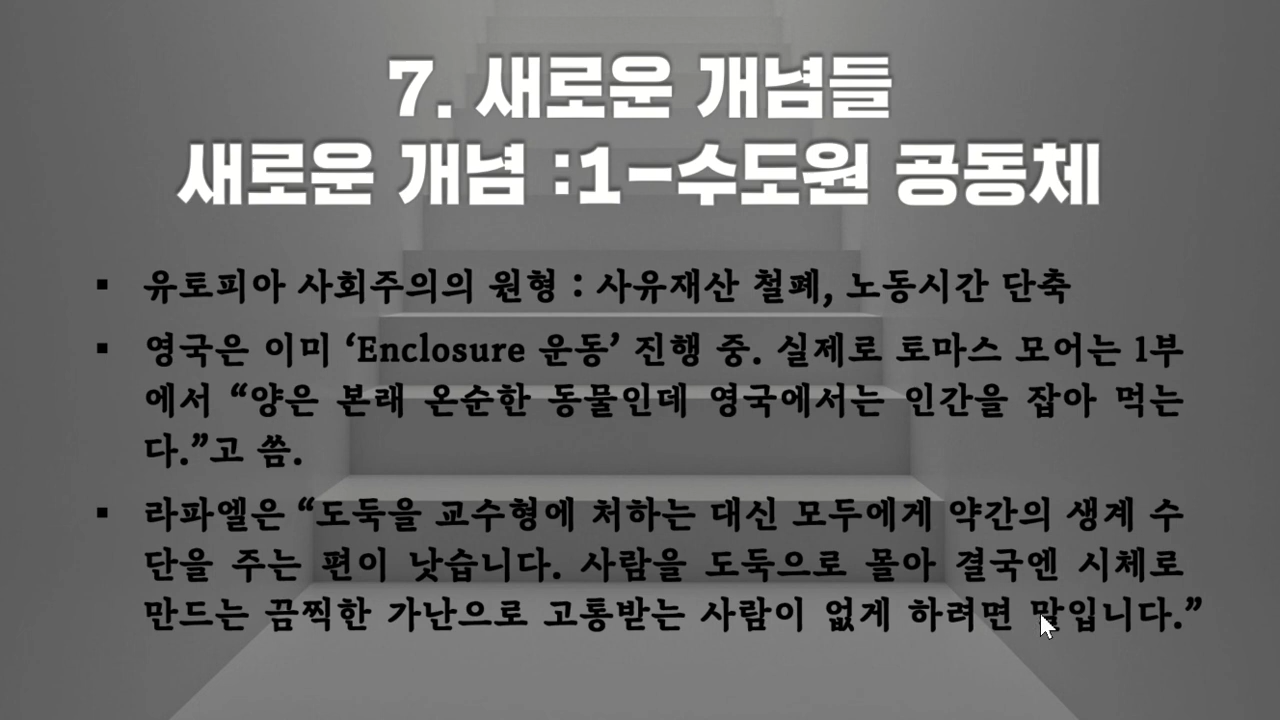 7. 새로운 개념들
새로운 개념 :1-수도원 공동체
▪ 유토피아 사회주의의 원형 : 사유재산 철폐, 노동시간 단축
▪ 영국은 이미 ‘Enclosure 운동’ 진행 중. 실제로 토마스 모어는 1부
에서 “양은 본래 온순한 동물인데 영국에서는 인간을 잡아 먹는
다.”고 씀.
▪ 라파엘은 “도둑을 교수형에 처하는 대신 모두에게 약간의 생계 수
단을 주는 편이 낫습니다. 사람을 도둑으로 몰아 결국엔 시체로
만드는 끔찍한 가난으로 고통받는 사람이 없게 하려면 말입니다.”